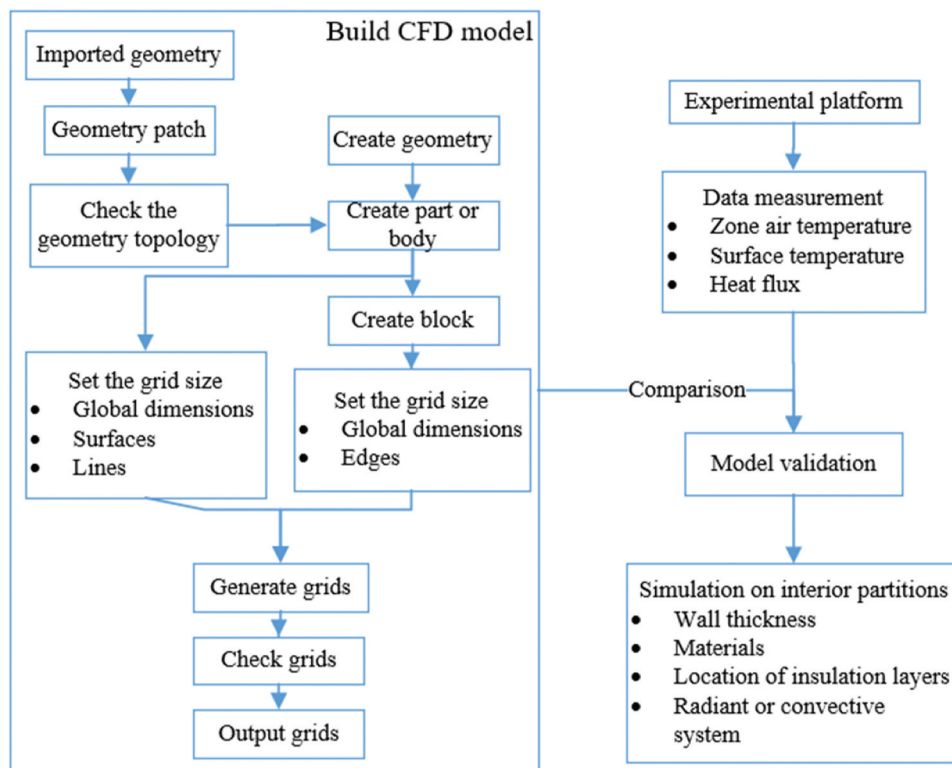 Build CFD model
Imported geometry
Geometry patch
Check the
geometry topology
Create geometry
Create part or
body
Create block
Set the grid size
• Global dimensions
• Surfaces
• Lines
Set the grid size
• Global dimensions
• Edges
Generate grids
Check grids
Output grids
Experimental platform
Data measurement
• Zone air temperature
• Surface temperature
• Heat flux
Comparison
Model validation
Simulation on interior partitions
• Wall thickness
• Materials
• Location of insulation layers
• Radiant or convective
system